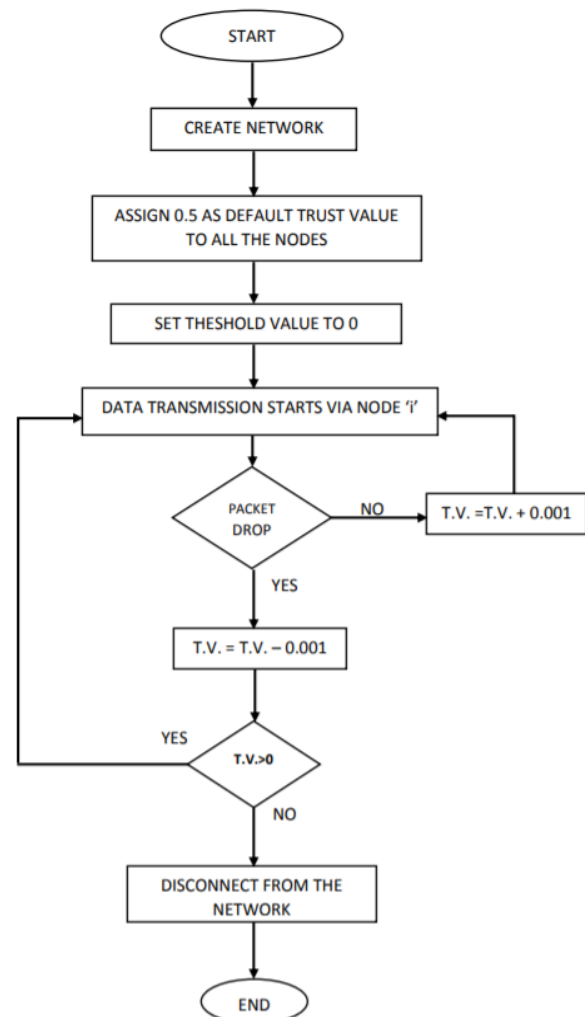 START
CREATE NETWORK
ASSIGN 0.5 AS DEFAULT TRUST VALUE
TO ALL THE NODES
SET THESHOLD VALUE TO 0
DATA TRANSMISSION STARTS VIA NODE ‘i’
PACKET
DROP
NO
T.V. =T.V. + 0.001
YES
T.V. = T.V. – 0.001
YES
T.V.>0
NO
DISCONNECT FROM THE
NETWORK
END